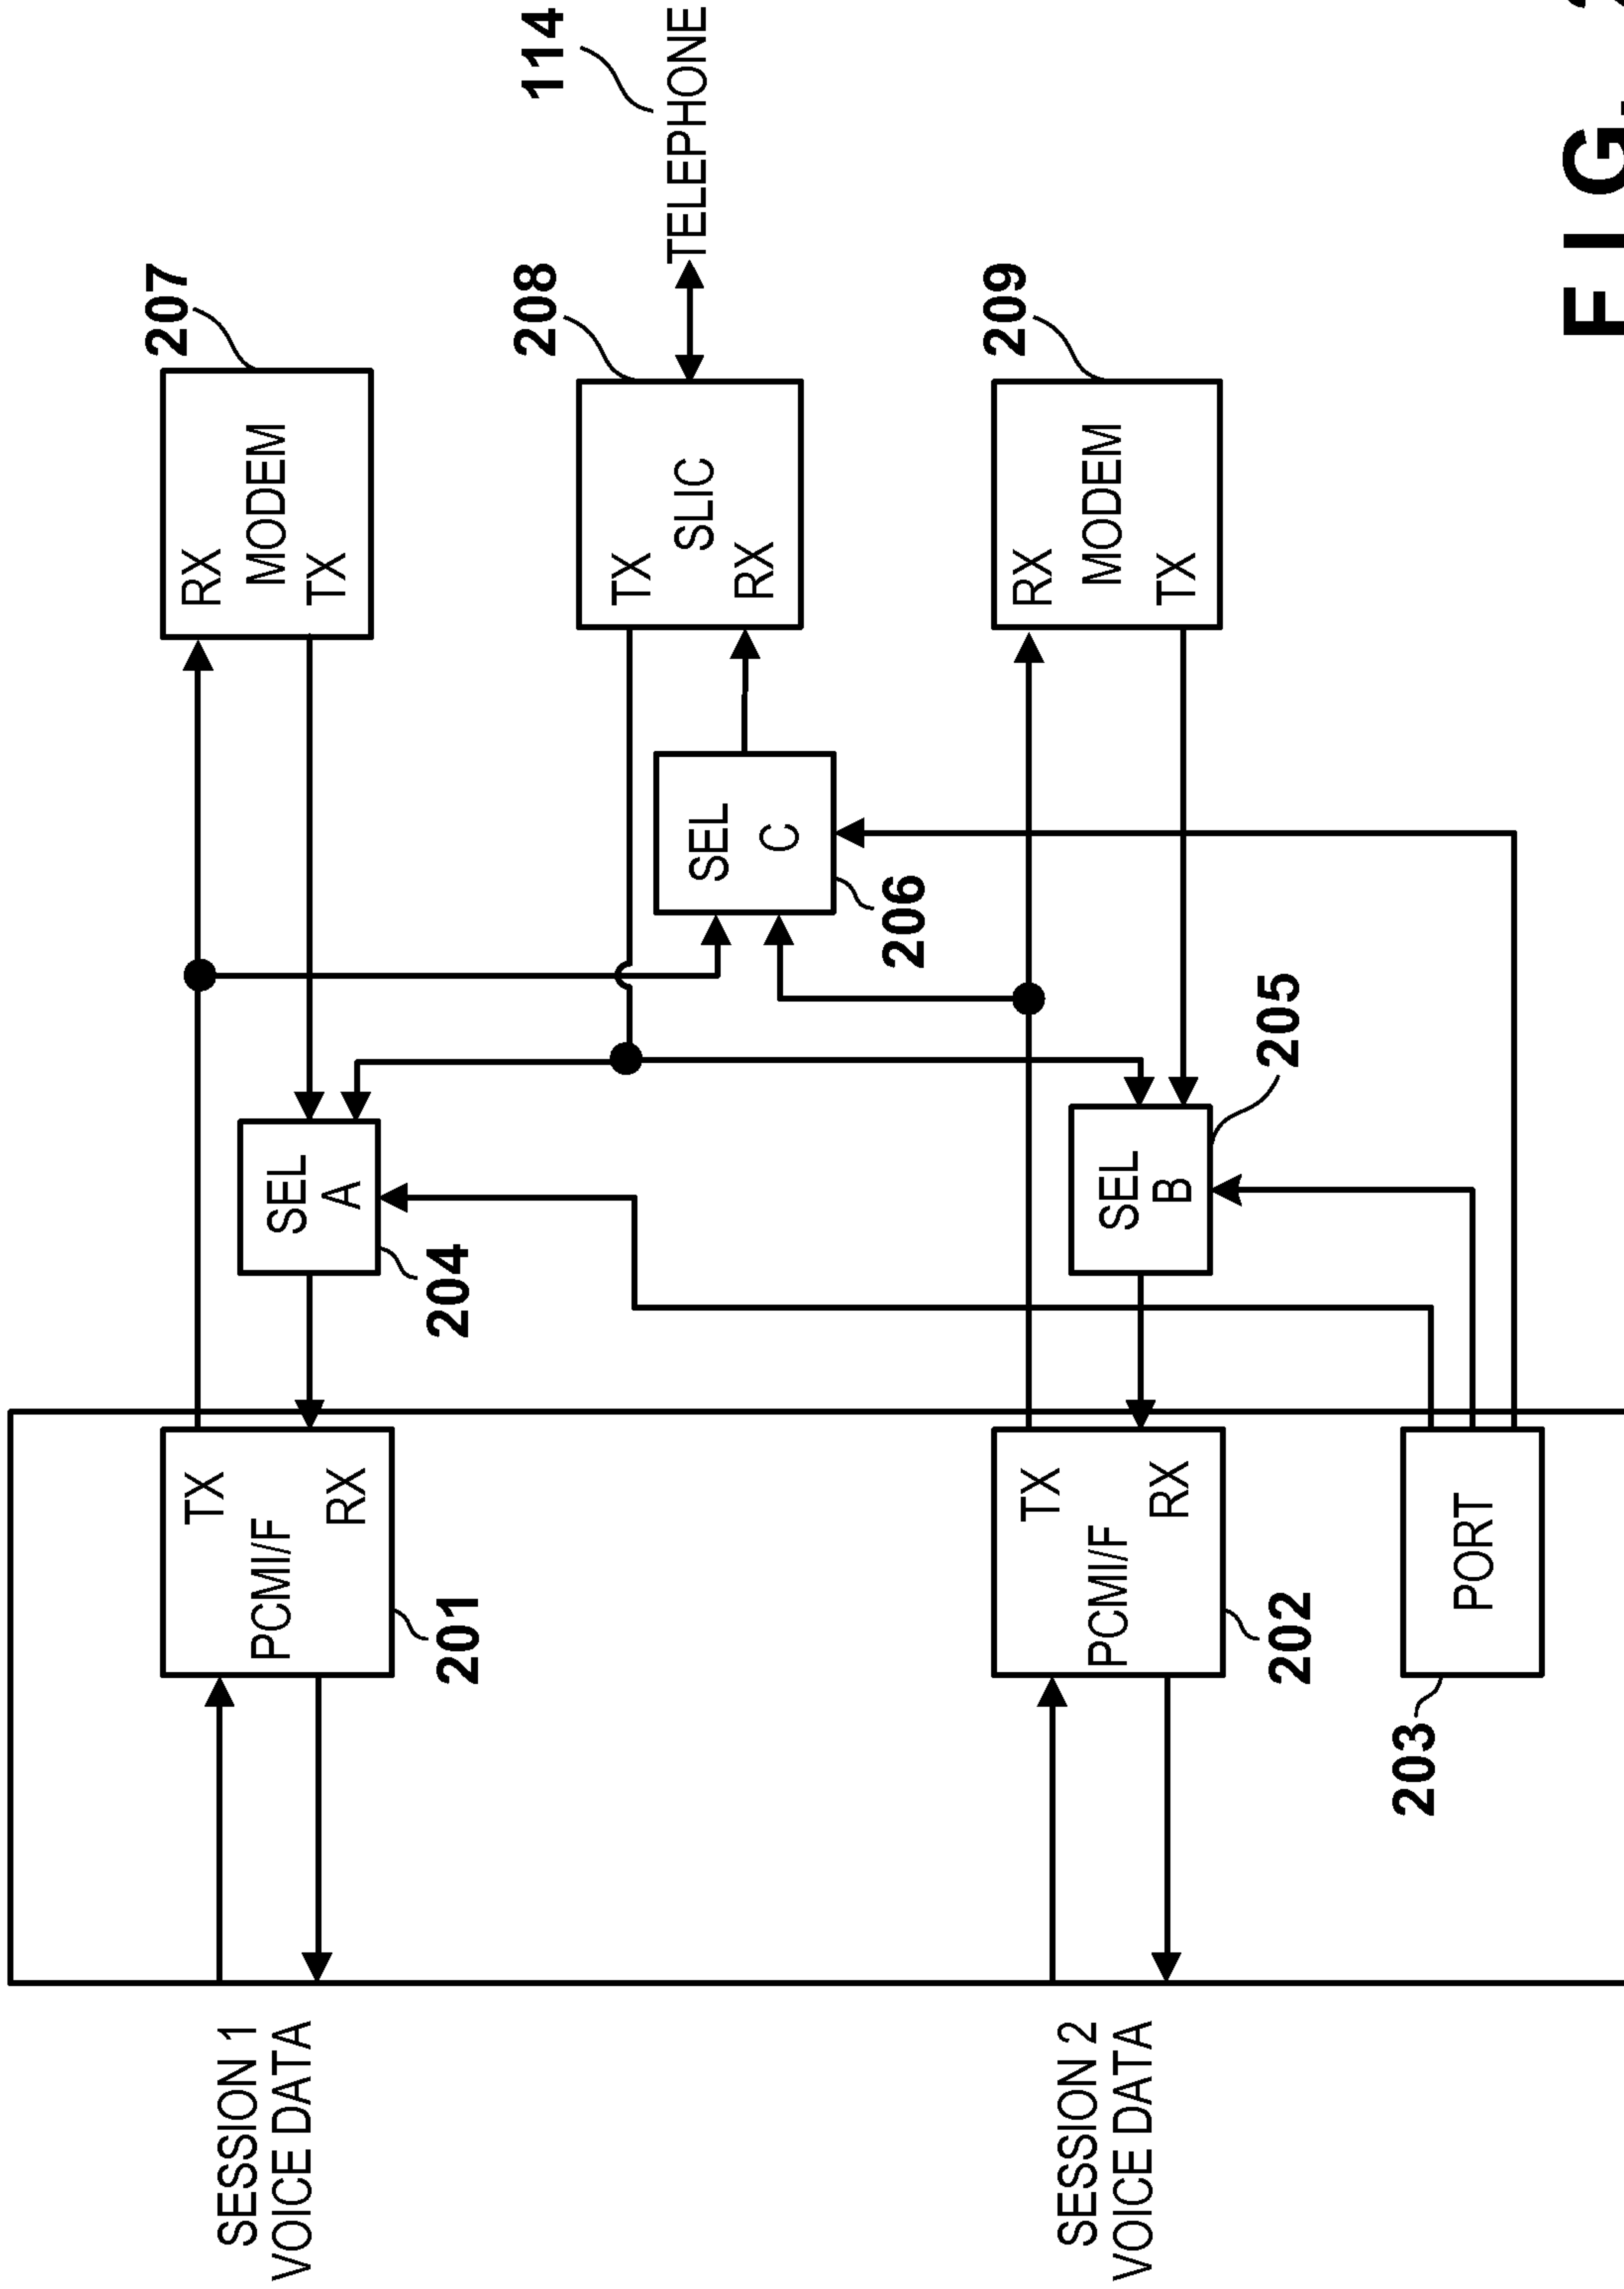 SESSION 1
VOICE DATA
TX
PCMI/F
RX
201
SEL
A
204
207
RX
MODEM
TX
208
TX
SLIC
RX
114
TELEPHONE
SEL
C
206
SESSION 2
VOICE DATA
TX
PCMI/F
RX
202
SEL
B
205
209
RX
MODEM
TX
PORT
203
FIG.